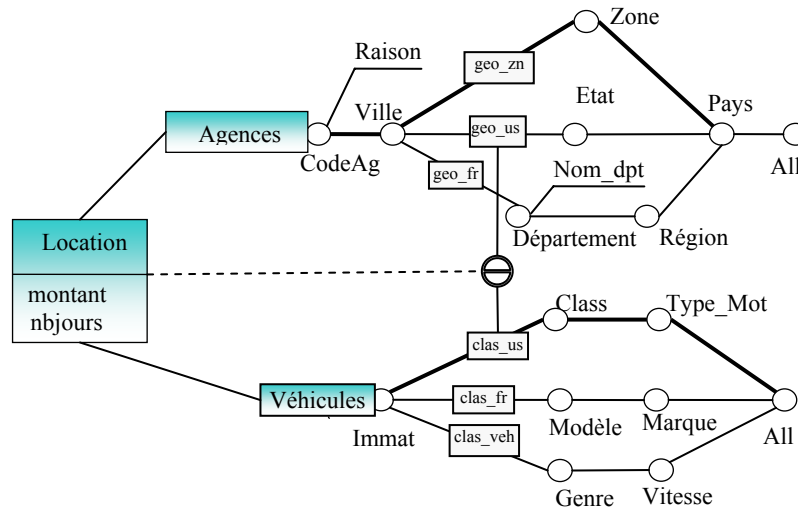 Zone
Raison
geo_zn
Ville
Etat
Pays
Agences
geo_us
CodeAg
All
geo_fr
Nom_dpt
Département
Région
Location
montant
nbjours
Class
Type_Mot
clas_us
Véhicules
clas_fr
Immat
Modèle
Marque
All
clas_veh
Genre
Vitesse